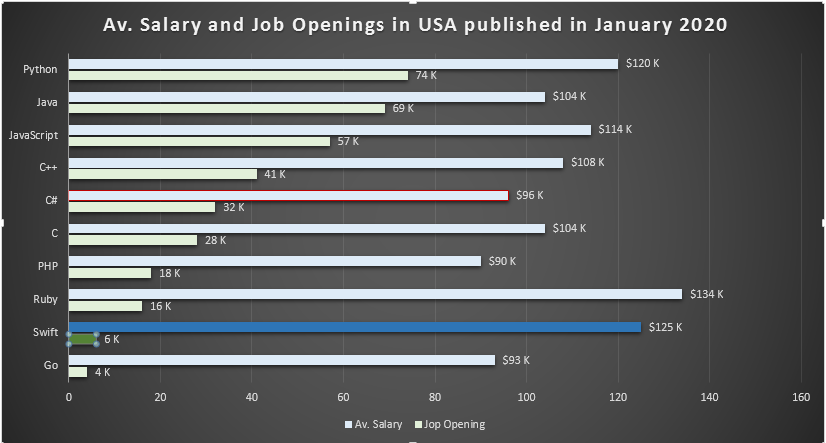 Av. Salary and Job Openings in USA published in January 2020
Python
$120 K
74 K
Java
$104 K
69 K
JavaScript
$114 K
57 K
C++
$108 K
41 K
C#
$96 K
32 K
C
$104 K
28 K
PHP
$90 K
18 K
Ruby
$134 K
16 K
Swift
$125 K
6 K
Go
$93 K
4 K
0 20 40 60 80 100 120 140 160
Av. Salary Jop Opening